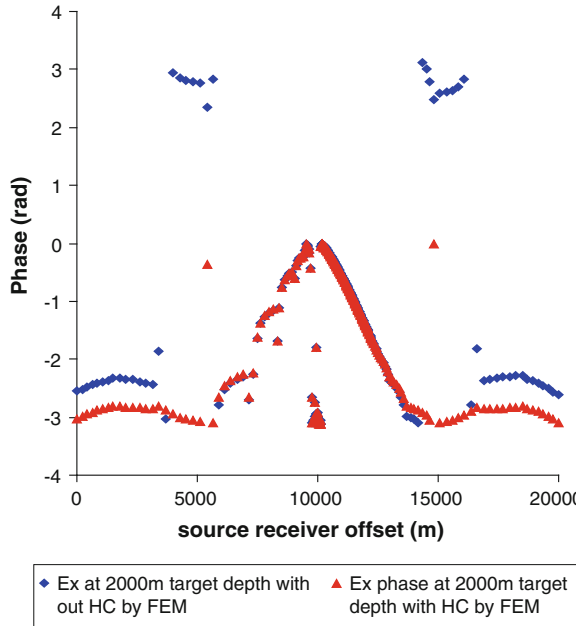 4
3
2
1
0
-1
-2
-3
-4
Phase (rad)
0 5000 10000 15000 20000
source receiver offset (m)
Ex at 2000m target depth with
out HC by FEM
Ex phase at 2000m target
depth with HC by FEM